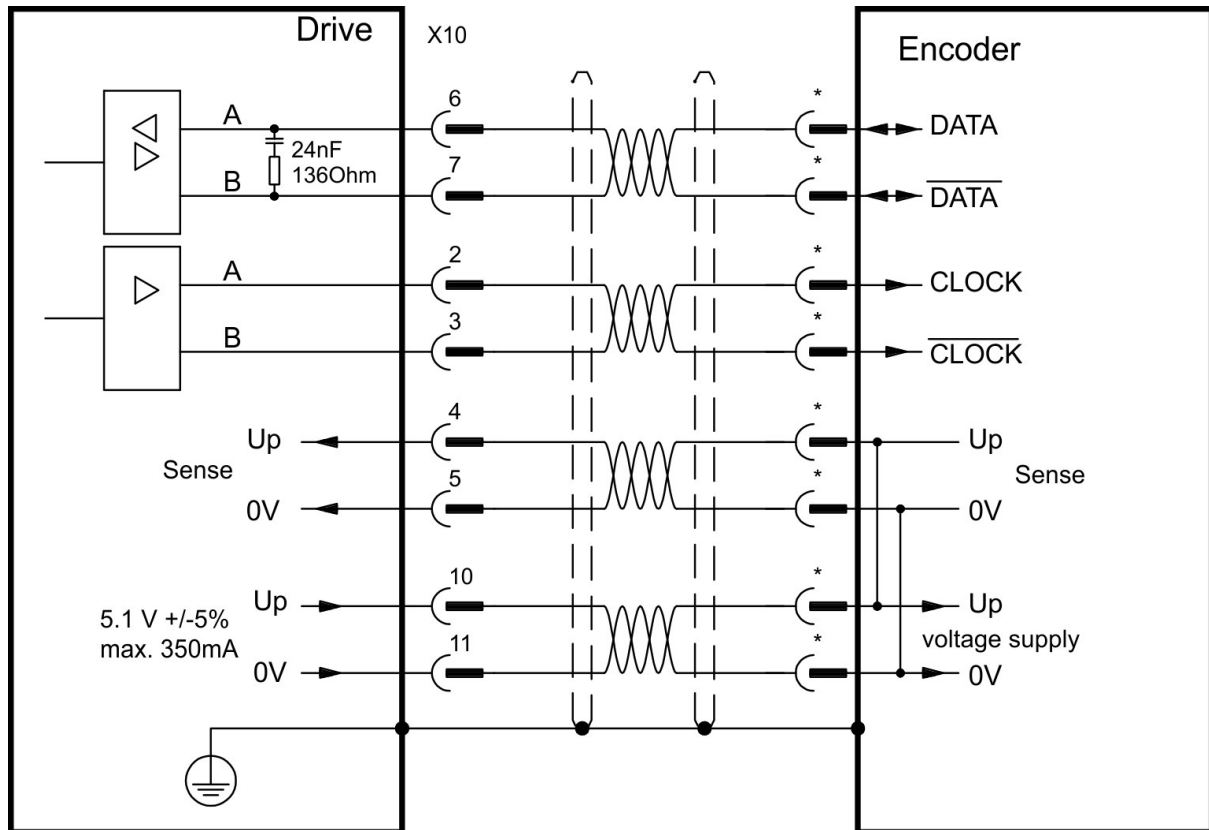 Drive
X10
Encoder
A
6
*
DATA
24nF
136Ohm
B
7
*
DATA
A
2
*
CLOCK
B
3
*
CLOCK
Up
4
*
Up
Sense
Sense
0V
5
*
0V
Up
10
*
Up
5.1 V +/-5%
max. 350mA
voltage supply
0V
11
*
0V